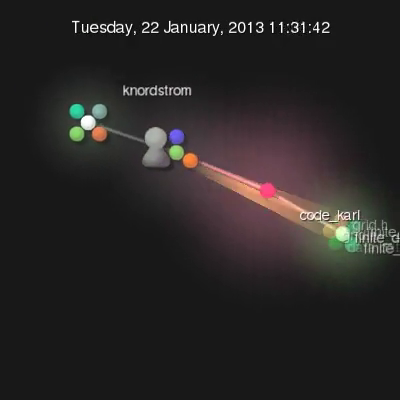 Tuesday, 22 January, 2013 11:31:42
knordstrom
code_karl
grid.h
finite_d
finite_